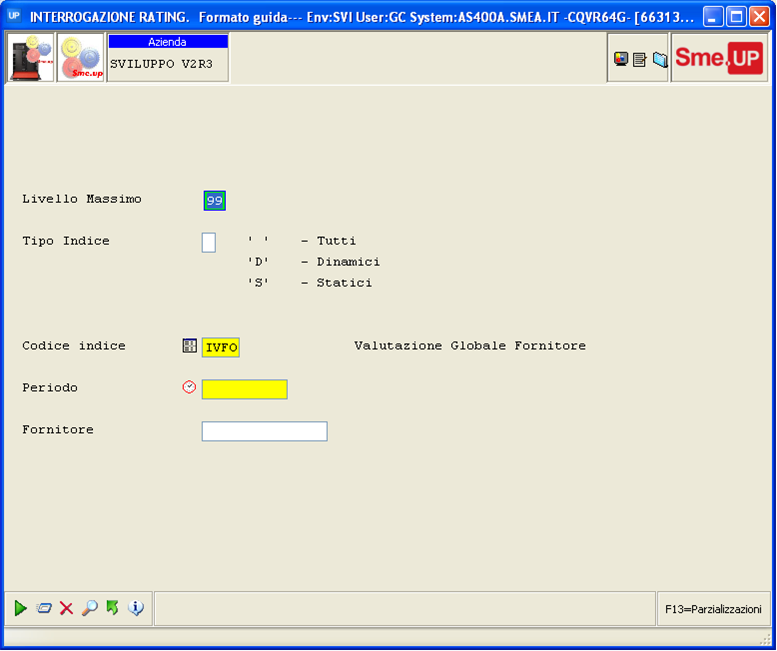 UP INTERROGAZIONE RATING. Formato guida--- Env:SVI User:GC System:AS400A.SMEA.IT -CQVR64G- [66313...
Sme.up
Sme.up
Azienda
SVILUPPO V2R3
Sme.UP
Livello Massimo 99
Tipo Indice ' ' - Tutti
'D' - Dinamici
'S' - Statici
Codice indice IVFO Valutazione Globale Fornitore
Periodo
Fornitore
F13=Parzializzazioni